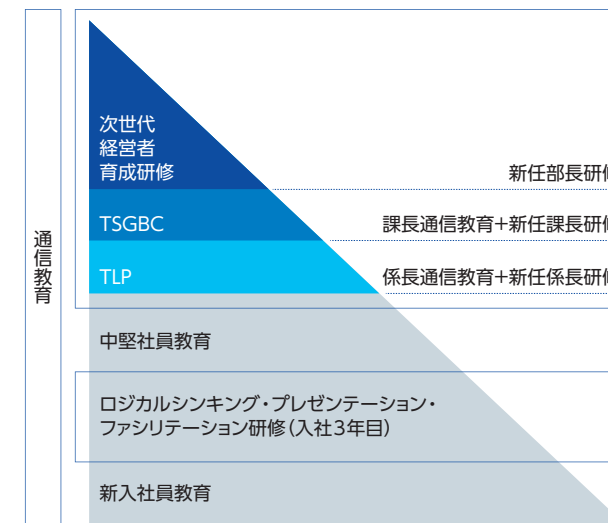 通信教育
次世代
経営者
育成研修
新任部長研修
TSGBC
課長通信教育+新任課長研修
TLP
係長通信教育+新任係長研修
中堅社員教育
ロジカルシンキング・プレゼンテーション・
ファシリテーション研修（入社3年目）
新入社員教育